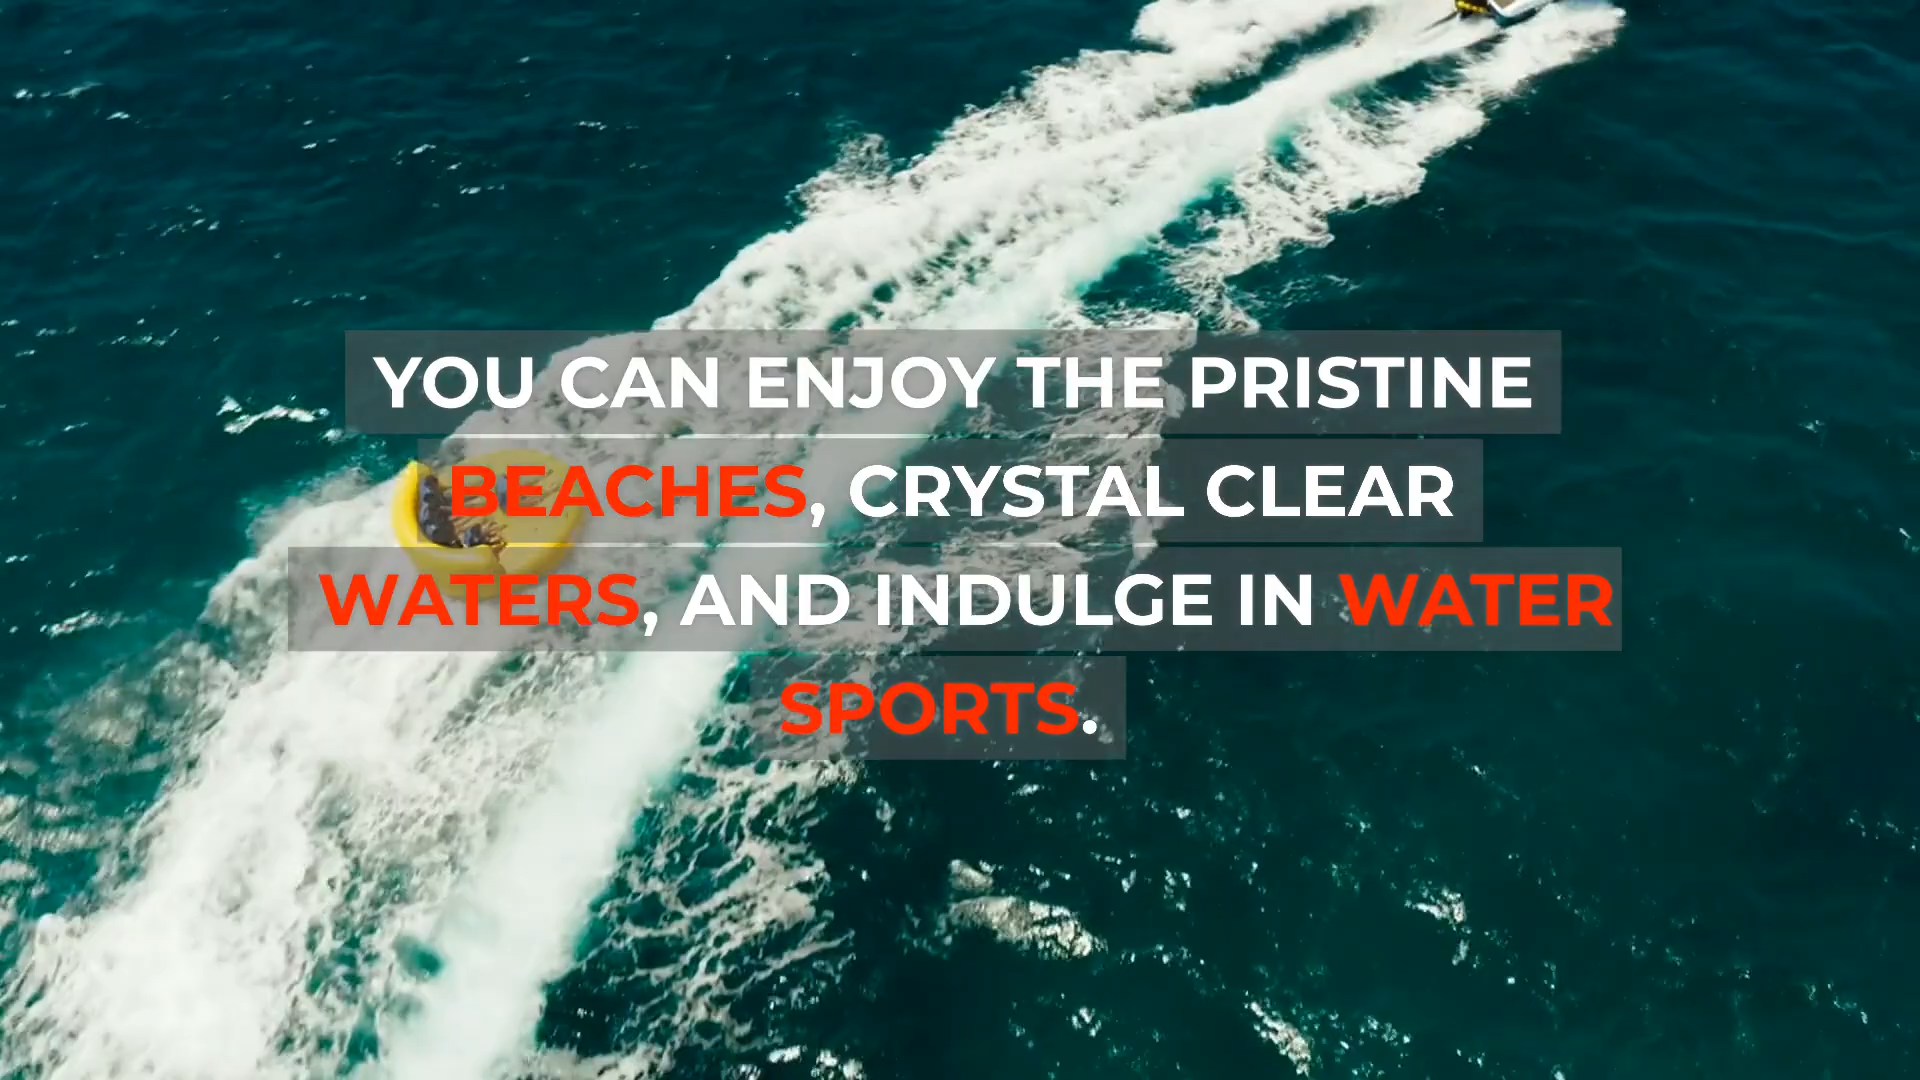 YOU CAN ENJOY THE PRISTINE
BEACHES, CRYSTAL CLEAR
WATERS, AND INDULGE IN WATER
SPORTS.